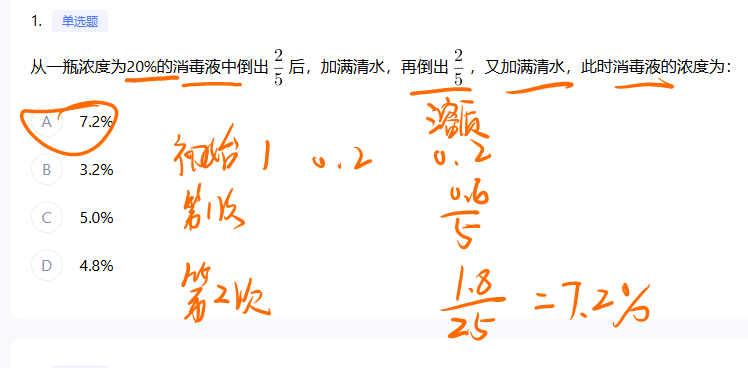 1. 单选题
从一瓶浓度为20%的消毒液中倒出 2/5 后，加满清水，再倒出 2/5 ，又加满清水，此时消毒液的浓度为：
A 7.2%
B 3.2%
C 5.0%
D 4.8%
溶质
初始 1 0.2 0.2
第1次 0.6/5
第2次 1.8/25 = 7.2%